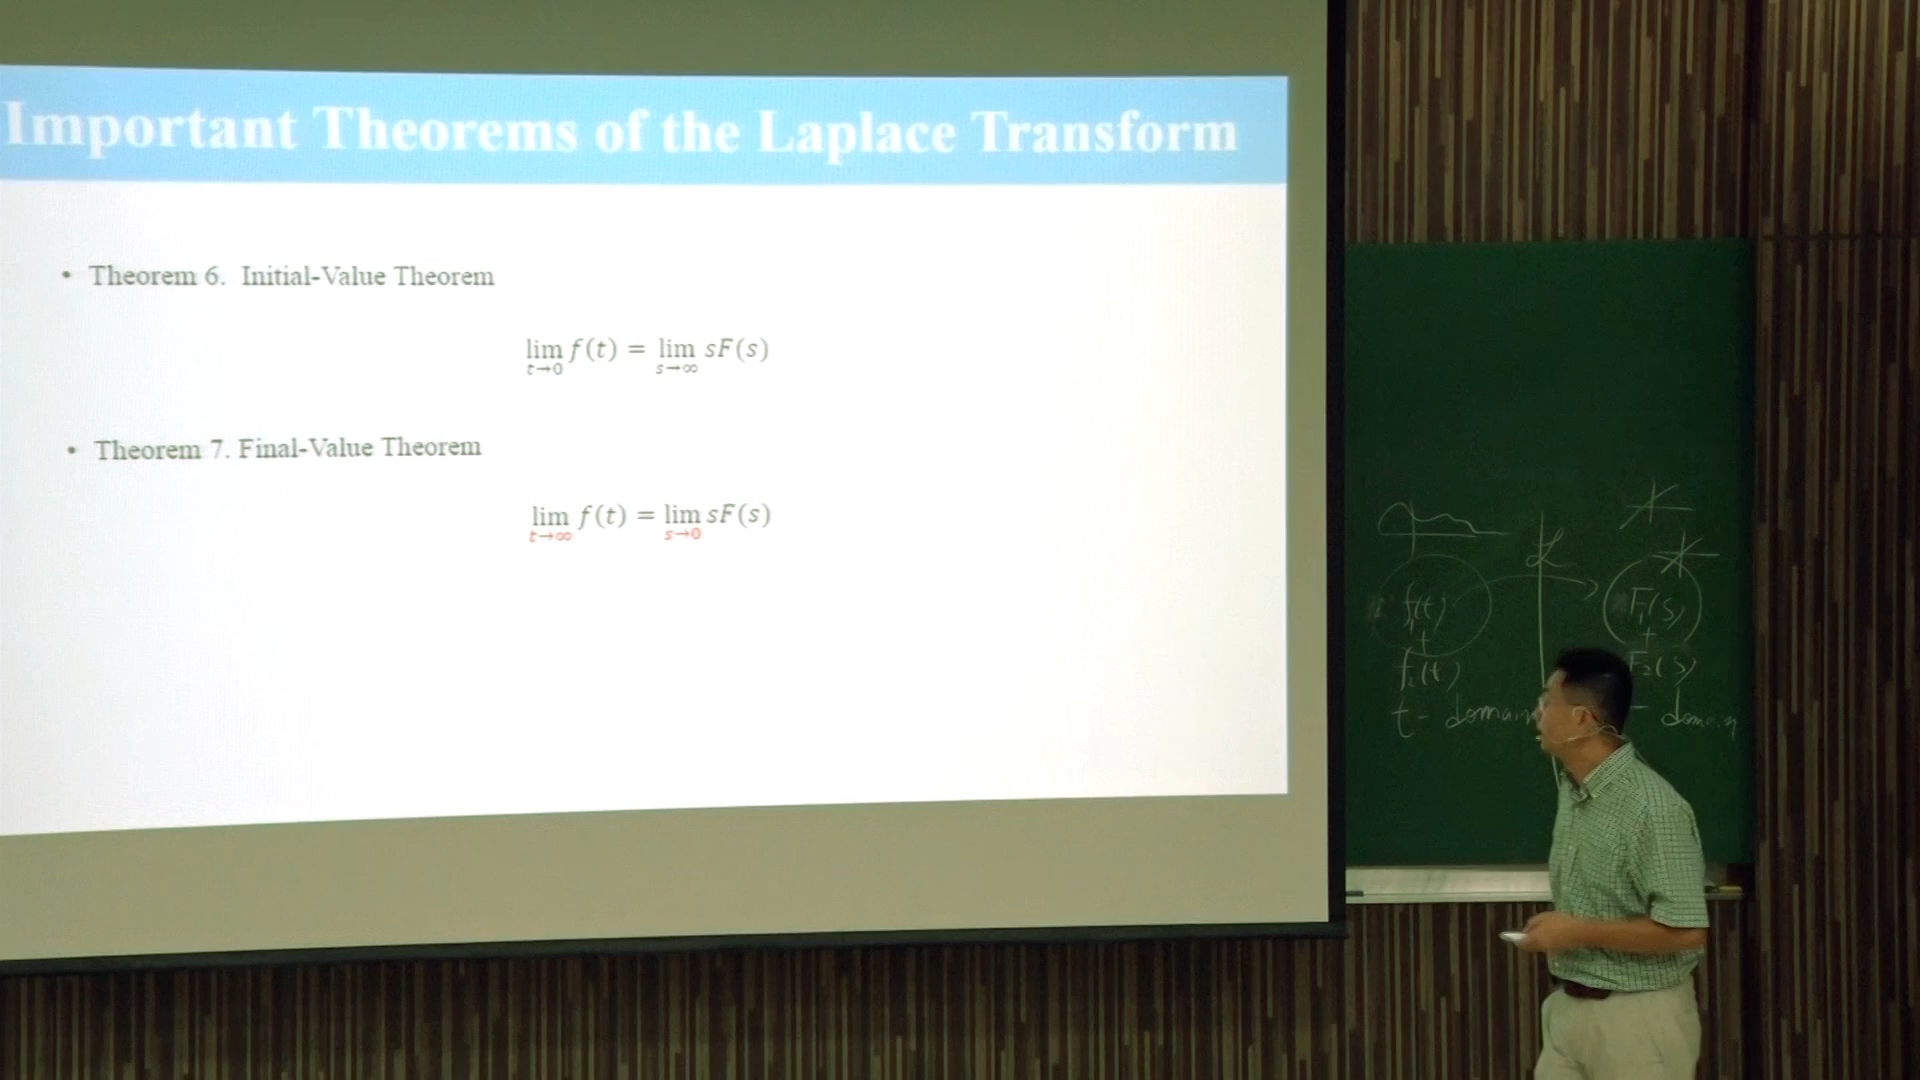 Important Theorems of the Laplace Transform
• Theorem 6. Initial-Value Theorem
lim f(t) = lim sF(s)
t→0 s→∞
• Theorem 7. Final-Value Theorem
lim f(t) = lim sF(s)
t→∞ s→0
ℒ
f₁(t) F₁(s)
+ +
f₂(t) F₂(s)
t - domain - domain